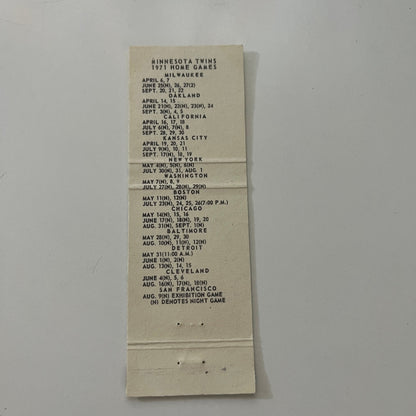 MINNESOTA TWINS
1971 HOME GAMES
MILWAUKEE
APRIL 6, 7
JUNE 25(N), 26, 27(2)
SEPT. 20, 21, 22
OAKLAND
APRIL 14, 15
JUNE 21(N), 22(N), 23(N), 24
SEPT. 3(N), 4, 5
CALIFORNIA
APRIL 16, 17, 18
JULY 6(N), 7(N), 8
SEPT. 28, 29, 30
KANSAS CITY
APRIL 19, 20, 21
JULY 9(N), 10, 11
SEPT. 17(N), 18, 19
NEW YORK
MAY 4(N), 5(N), 6(N)
JULY 30(N), 31, AUG. 1
WASHINGTON
MAY 7(N), 8, 9
JULY 27(N), 28(N), 29(N)
BOSTON
MAY 11(N), 12(N)
JULY 23(N), 24, 25, 26(7:00 P.M.)
CHICAGO
MAY 14(N), 15, 16
JUNE 17(N), 18(N), 19, 20
AUG. 31(N), SEPT. 1(N)
BALTIMORE
MAY 28(N), 29, 30
AUG. 10(N), 11(N), 12(N)
DETROIT
MAY 31(11:00 A.M.)
JUNE 1(N), 2(N)
AUG. 13(N), 14, 15
CLEVELAND
JUNE 4(N), 5, 6
AUG. 16(N), 17(N), 18(N)
SAN FRANCISCO
AUG. 9(N) EXHIBITION GAME
(N) DENOTES NIGHT GAME